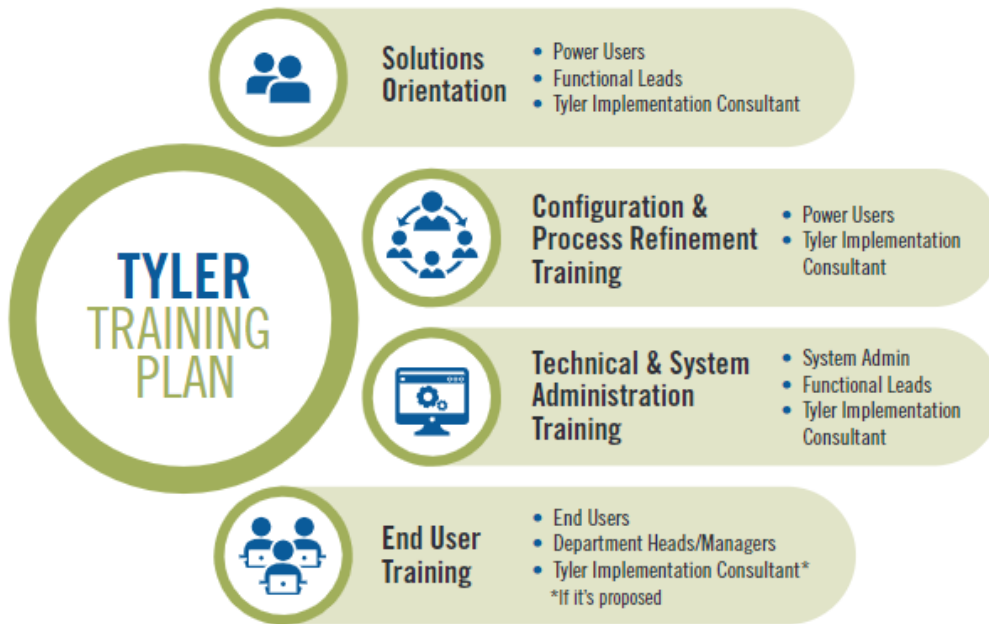 TYLER
TRAINING
PLAN
Solutions
Orientation
• Power Users
• Functional Leads
• Tyler Implementation Consultant
Configuration &
Process Refinement
Training
• Power Users
• Tyler Implementation
Consultant
Technical & System
Administration
Training
• System Admin
• Functional Leads
• Tyler Implementation
Consultant
End User
Training
• End Users
• Department Heads/Managers
• Tyler Implementation Consultant*
*If it's proposed